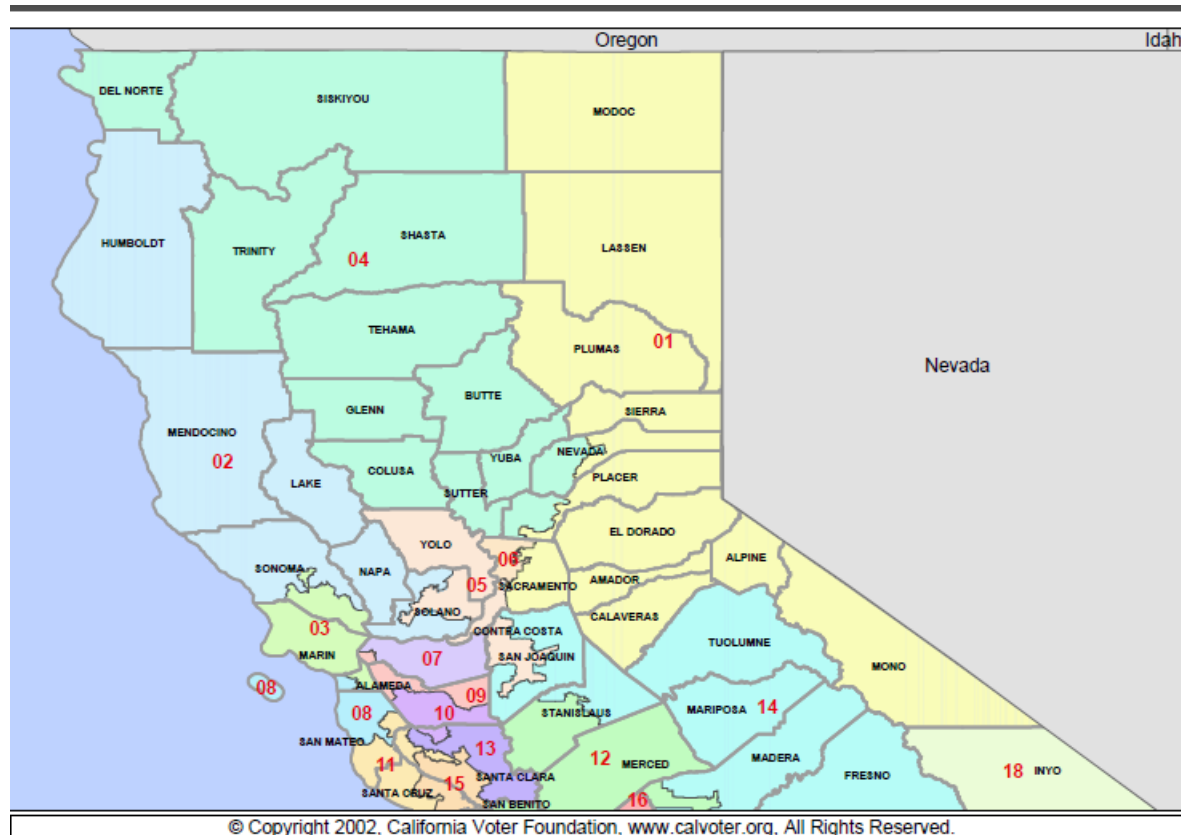 Oregon
Idah
DEL NORTE
SISKIYOU
MODOC
HUMBOLDT
TRINITY
SHASTA
LASSEN
04
TEHAMA
PLUMAS
01
Nevada
BUTTE
GLENN
SIERRA
MENDOCINO
02
LAKE
COLUSA
YUBA
NEVADA
SUTTER
PLACER
EL DORADO
YOLO
06
ALPINE
SONOMA
NAPA
05
SACRAMENTO
AMADOR
SOLANO
CALAVERAS
03
CONTRA COSTA
TUOLUMNE
MARIN
07
SAN JOAQUIN
MONO
08
ALAMEDA
09
08
10
STANISLAUS
MARIPOSA
14
SAN MATEO
13
12
MERCED
MADERA
11
15
SANTA CLARA
FRESNO
18
INYO
SANTA CRUZ
SAN BENITO
16
© Copyright 2002, California Voter Foundation, www.calvoter.org, All Rights Reserved.